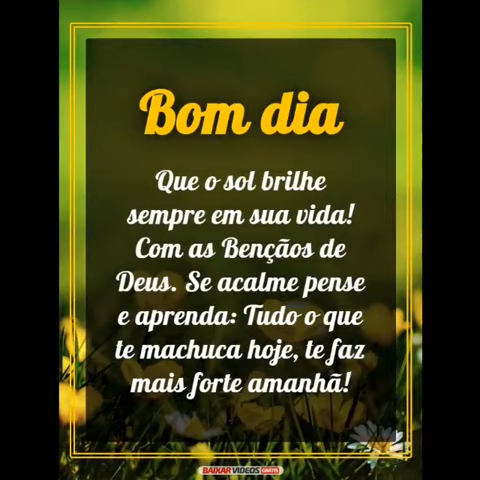 Bom dia
Que o sol brilhe
sempre em sua vida!
Com as Bençãos de
Deus. Se acalme pense
e aprenda: Tudo o que
te machuca hoje, te faz
mais forte amanhã!
BAIXAR VIDEOS GRÁTIS